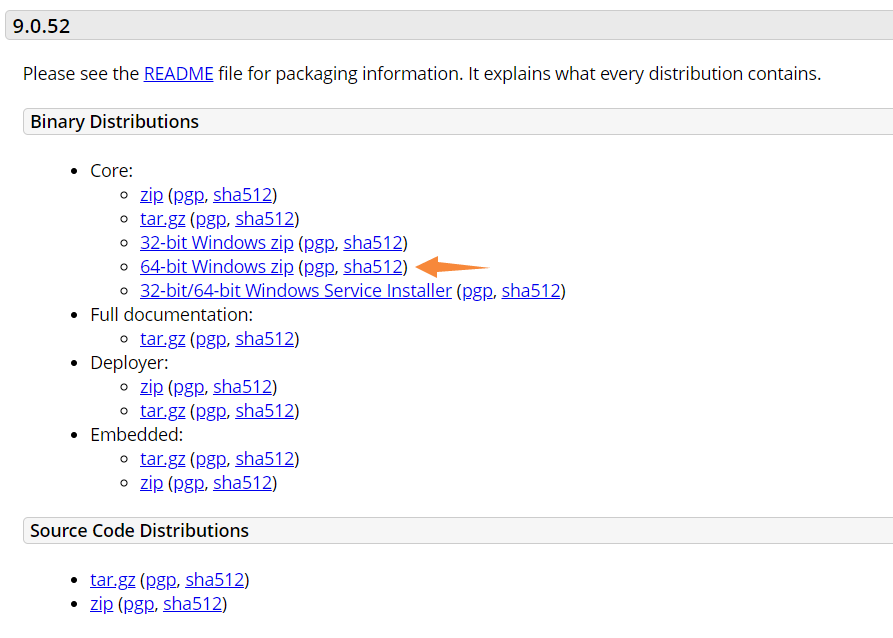 9.0.52
Please see the README file for packaging information. It explains what every distribution contains.
Binary Distributions
Core:
zip (pgp, sha512)
tar.gz (pgp, sha512)
32-bit Windows zip (pgp, sha512)
64-bit Windows zip (pgp, sha512)
32-bit/64-bit Windows Service Installer (pgp, sha512)
Full documentation:
tar.gz (pgp, sha512)
Deployer:
zip (pgp, sha512)
tar.gz (pgp, sha512)
Embedded:
tar.gz (pgp, sha512)
zip (pgp, sha512)
Source Code Distributions
tar.gz (pgp, sha512)
zip (pgp, sha512)